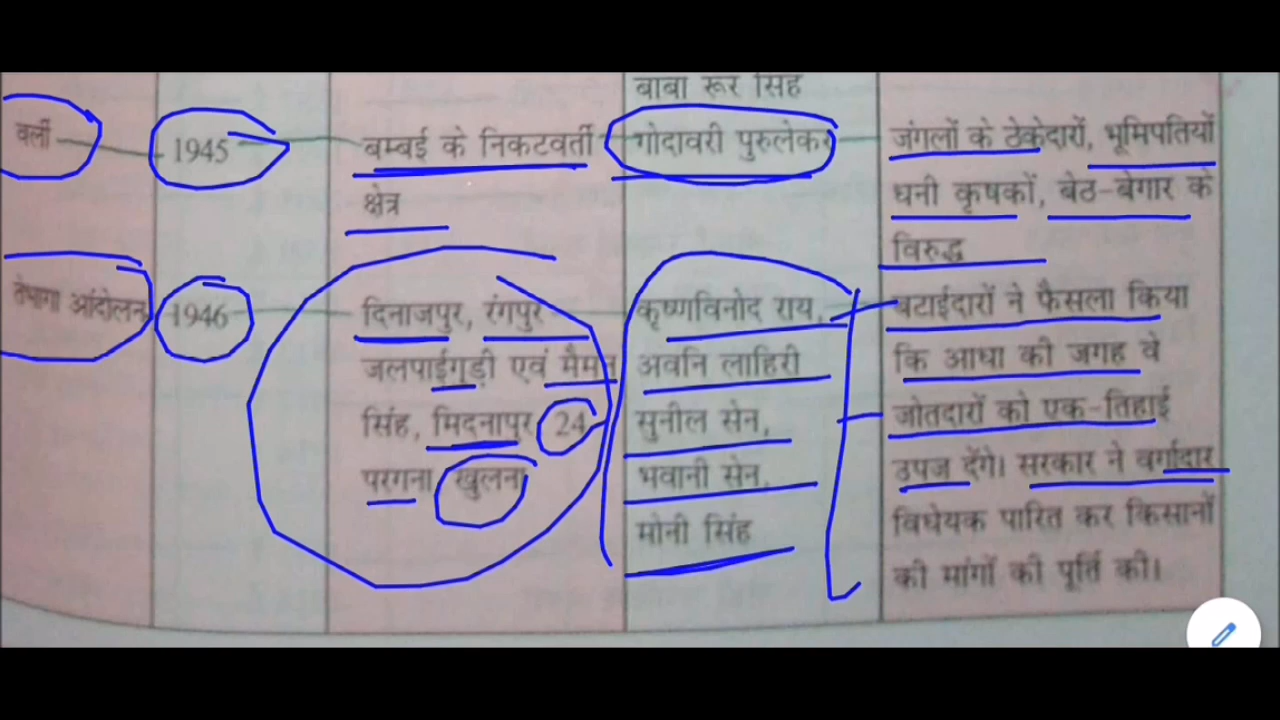 बाबा रूर सिंह
वर्ली 1945 बम्बई के निकटवर्ती गोदावरी पुरुलेकर जंगलों के ठेकेदारों, भूमिपतियों
क्षेत्र धनी कृषकों, बेठ-बेगार के
विरुद्ध
तेभागा आंदोलन 1946 दिनाजपुर, रंगपुर कृष्णविनोद राय, बटाईदारों ने फैसला किया
जलपाईगुड़ी एवं मैमन अवनि लाहिरी कि आधा की जगह वे
सिंह, मिदनापुर 24 सुनील सेन, जोतदारों को एक-तिहाई
परगना खुलना भवानी सेन, उपज देंगे। सरकार ने वर्गादार
मोनी सिंह विधेयक पारित कर किसानों
की मांगों की पूर्ति की।